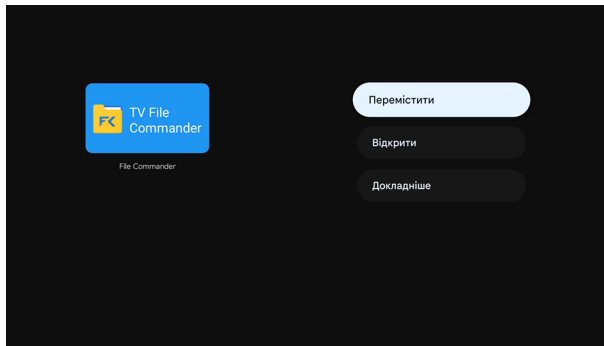 TV File
Commander
File Commander
Перемістити
Відкрити
Докладніше